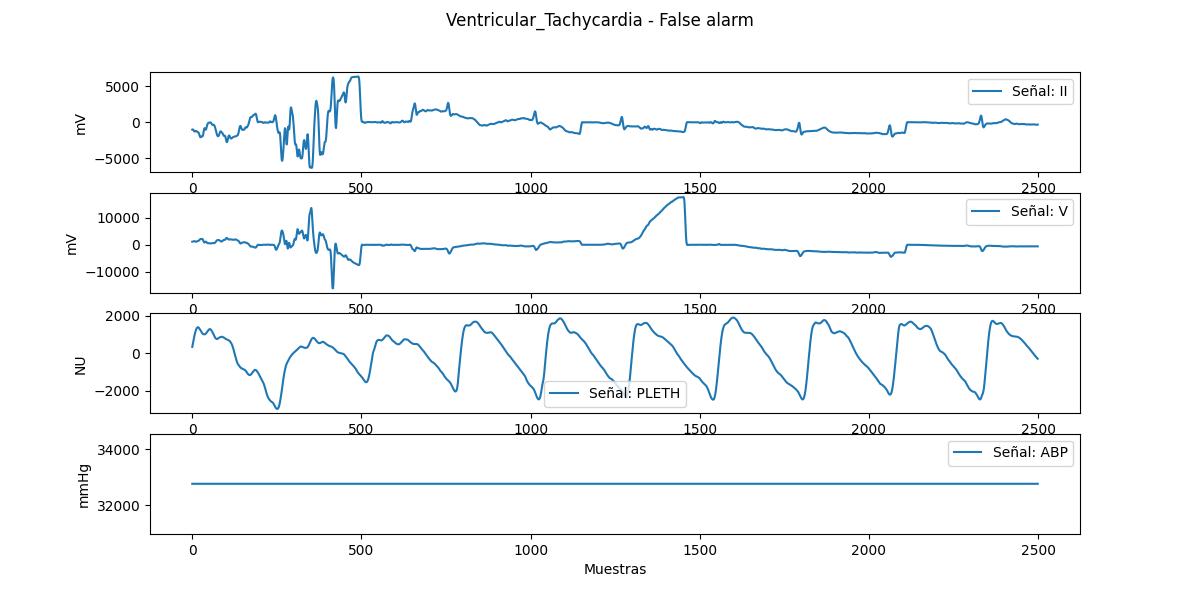 Ventricular_Tachycardia - False alarm
5000
0
−5000
mV
Señal: II
0 500 1000 1500 2000 2500
10000
0
−10000
mV
Señal: V
0 500 1000 1500 2000 2500
2000
0
−2000
NU
Señal: PLETH
0 500 1000 1500 2000 2500
34000
32000
mmHg
Señal: ABP
0 500 1000 1500 2000 2500
Muestras